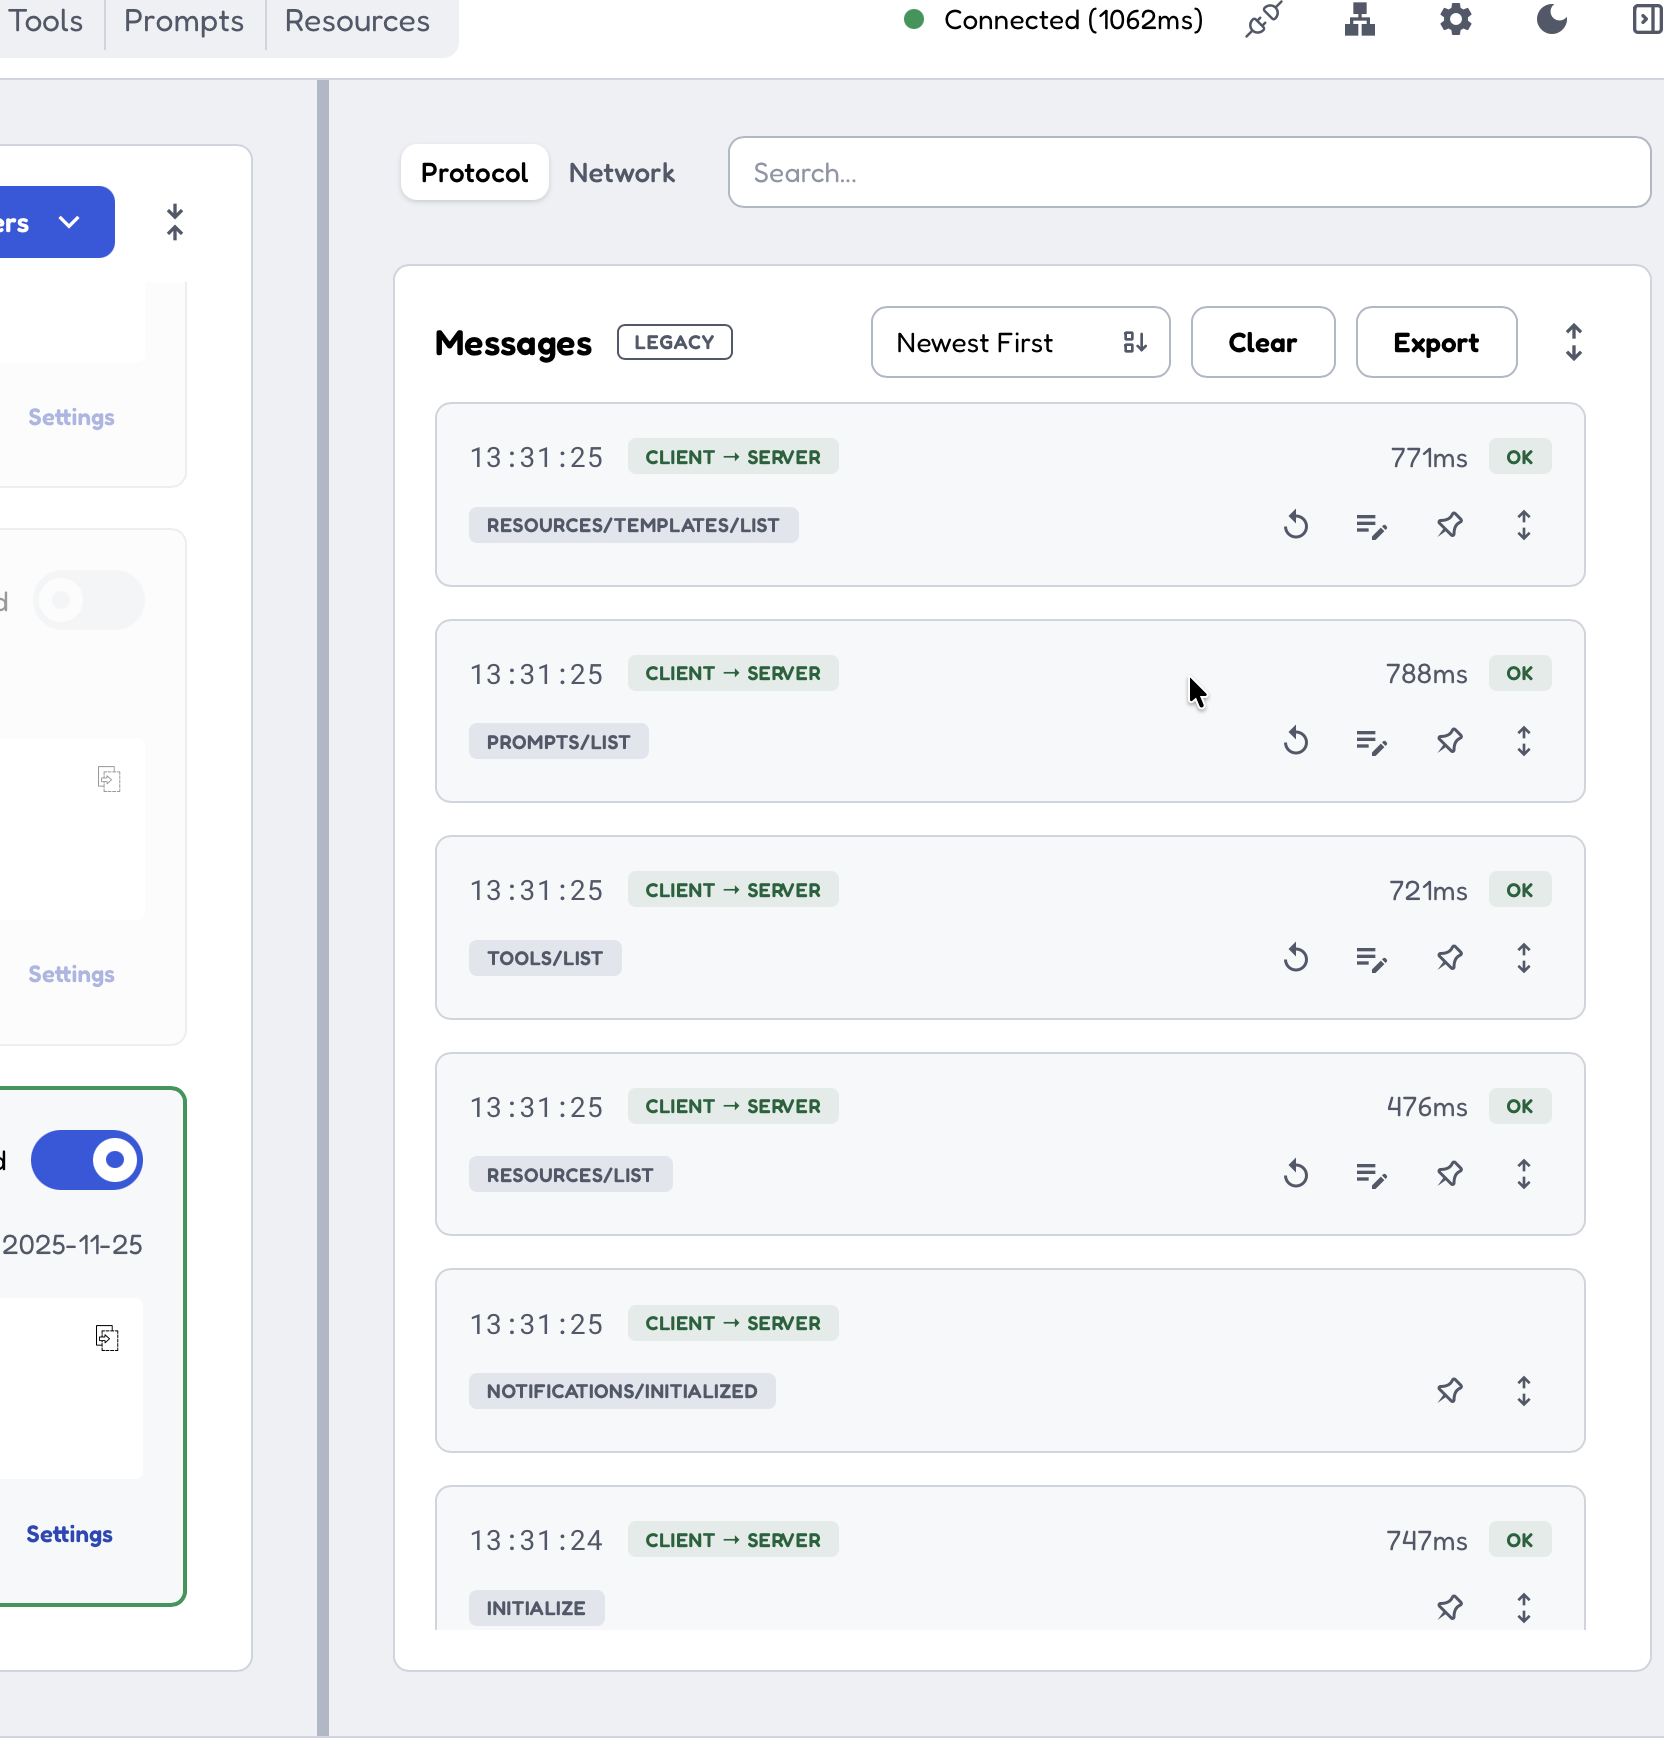 Tools Prompts Resources
Connected (1062ms)
ers
Settings
d
Settings
d
2025-11-25
Settings
Protocol Network Search...
Messages LEGACY Newest First Clear Export
13:31:25 CLIENT → SERVER 771ms OK
RESOURCES/TEMPLATES/LIST
13:31:25 CLIENT → SERVER 788ms OK
PROMPTS/LIST
13:31:25 CLIENT → SERVER 721ms OK
TOOLS/LIST
13:31:25 CLIENT → SERVER 476ms OK
RESOURCES/LIST
13:31:25 CLIENT → SERVER
NOTIFICATIONS/INITIALIZED
13:31:24 CLIENT → SERVER 747ms OK
INITIALIZE